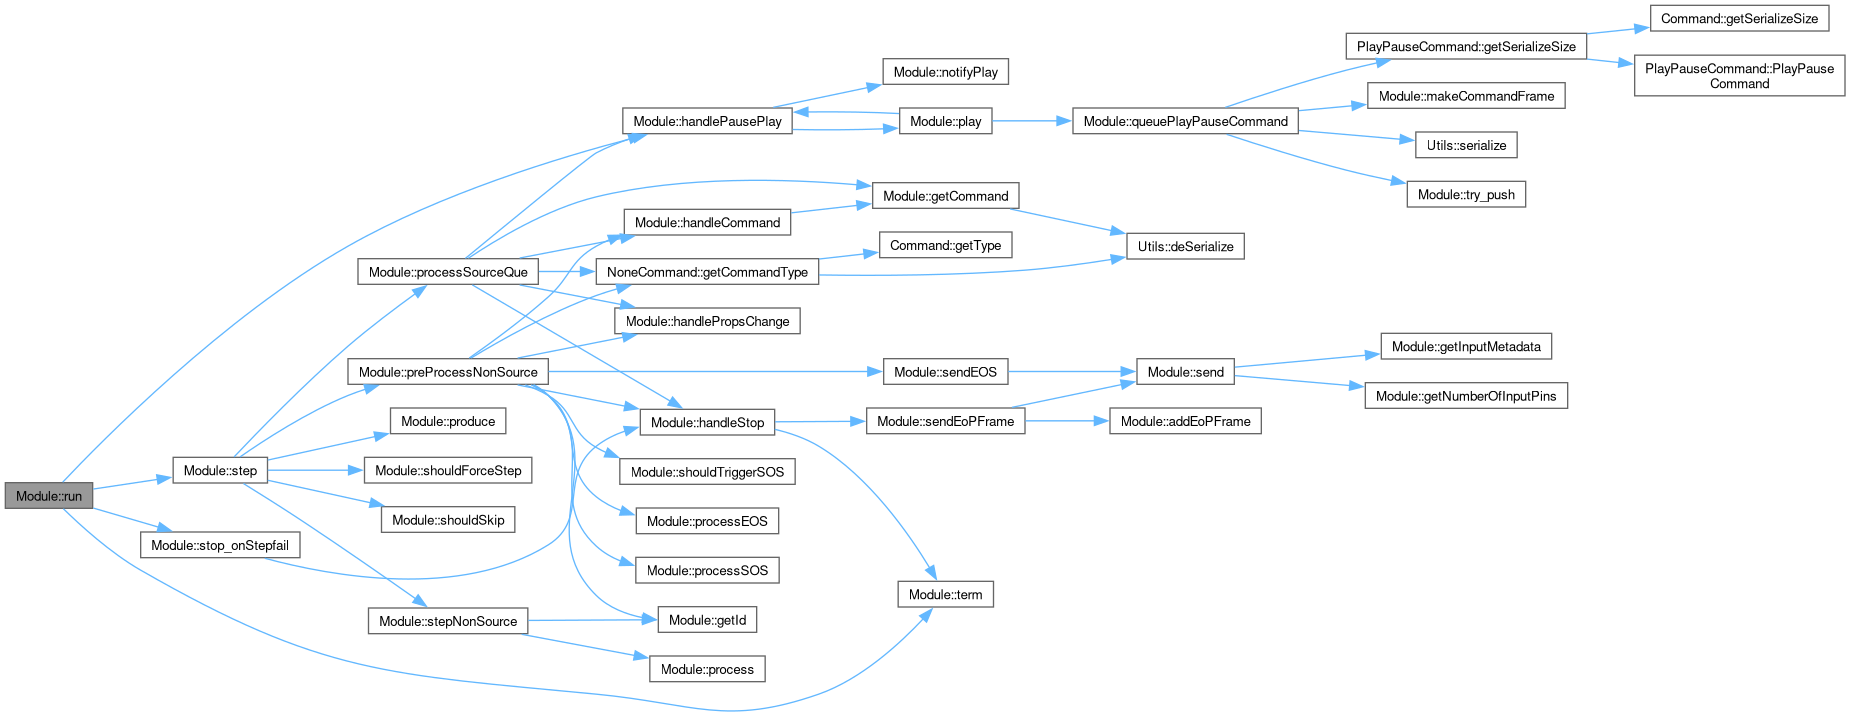 Module::run
Module::step
Module::stop_onStepfail
Module::processSourceQue
Module::preProcessNonSource
Module::produce
Module::shouldForceStep
Module::shouldSkip
Module::stepNonSource
Module::handlePausePlay
Module::handleCommand
NoneCommand::getCommandType
Module::handlePropsChange
Module::handleStop
Module::shouldTriggerSOS
Module::processEOS
Module::processSOS
Module::getId
Module::process
Module::notifyPlay
Module::play
Module::getCommand
Command::getType
Module::sendEOS
Module::sendEoPFrame
Module::term
Module::queuePlayPauseCommand
Utils::deSerialize
Module::send
Module::addEoPFrame
PlayPauseCommand::getSerializeSize
Module::makeCommandFrame
Utils::serialize
Module::try_push
Module::getInputMetadata
Module::getNumberOfInputPins
Command::getSerializeSize
PlayPauseCommand::PlayPause
Command